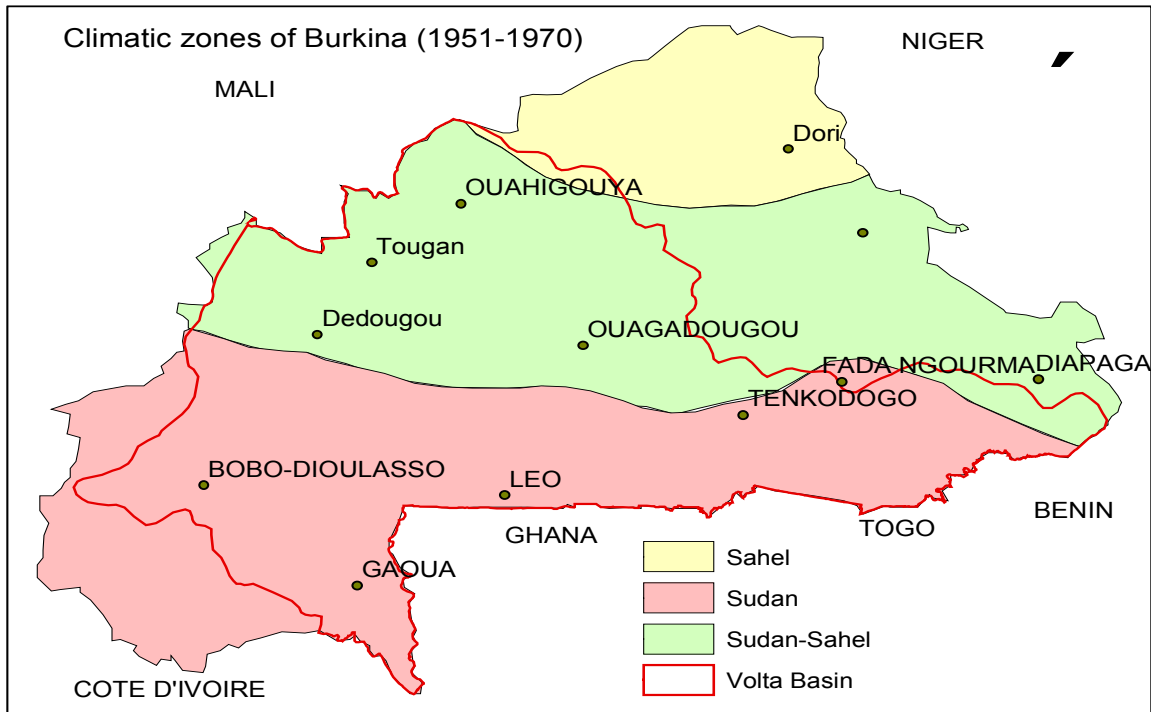 Climatic zones of Burkina (1951-1970)
NIGER
MALI
Dori
OUAHIGOUYA
Tougan
Dedougou
OUAGADOUGOU
FADA NGOURMA
DIAPAGA
TENKODOGO
BOBO-DIOULASSO
LEO
BENIN
TOGO
GHANA
GAOUA
Sahel
Sudan
Sudan-Sahel
Volta Basin
COTE D'IVOIRE